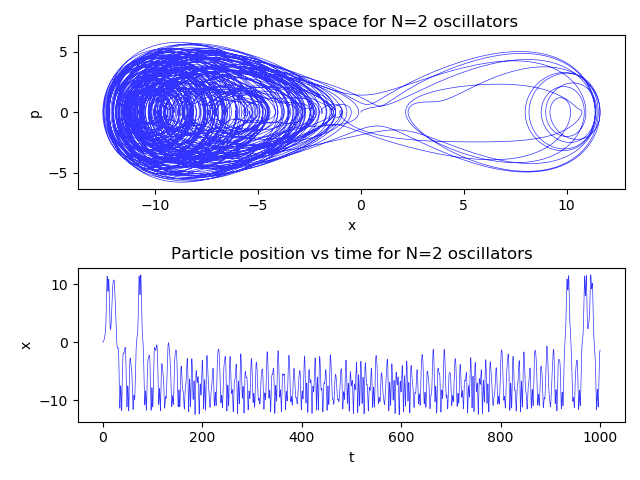 Particle phase space for N=2 oscillators
5
0
−5
p
−10
−5
0
5
10
x
Particle position vs time for N=2 oscillators
10
0
−10
x
0
200
400
600
800
1000
t